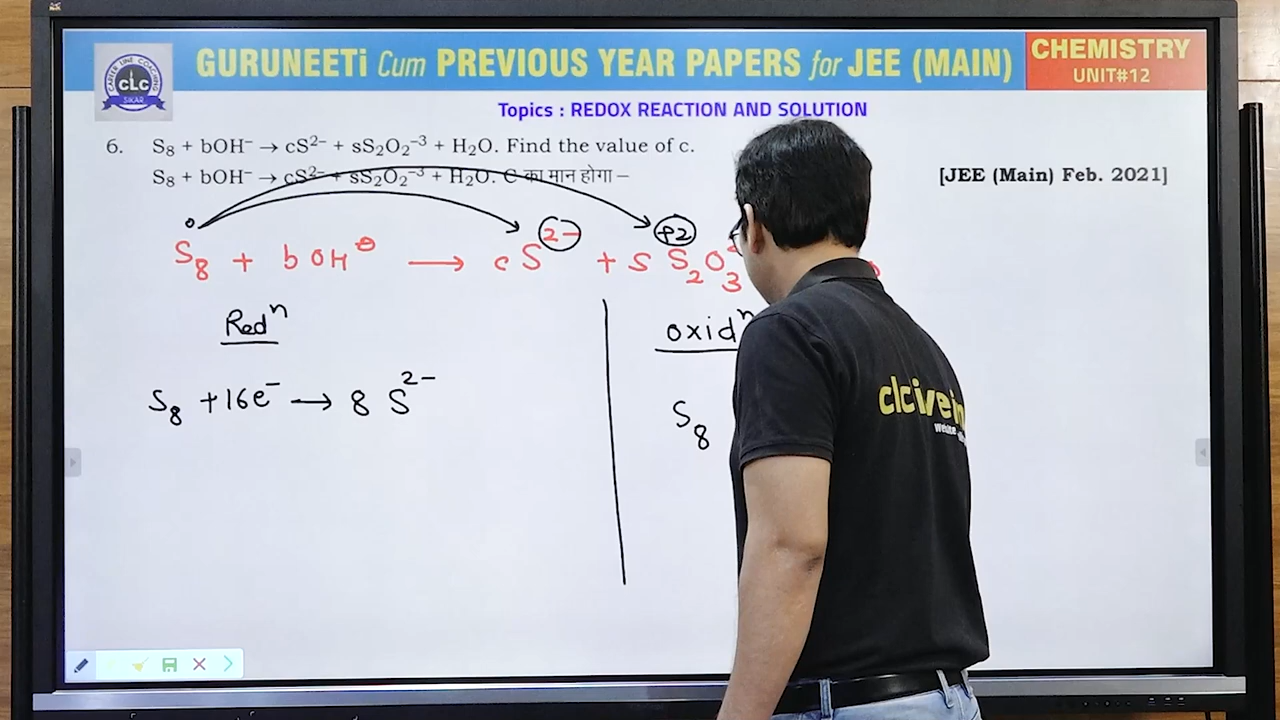 GURUNEETi Cum PREVIOUS YEAR PAPERS for JEE (MAIN)
CHEMISTRY
UNIT#12
CLC
SIKAR
Topics : REDOX REACTION AND SOLUTION
6. S₈ + bOH⁻ → cS²⁻ + sS₂O₂⁻³ + H₂O. Find the value of c.
S₈ + bOH⁻ → cS²⁻ + sS₂O₂⁻³ + H₂O. C का मान होगा –
[JEE (Main) Feb. 2021]
0
S₈ + b OH⊖ → c S²⁻ + s S₂O₃
+2
Redⁿ
oxidⁿ
S₈ + 16e⁻ → 8 S²⁻
S₈